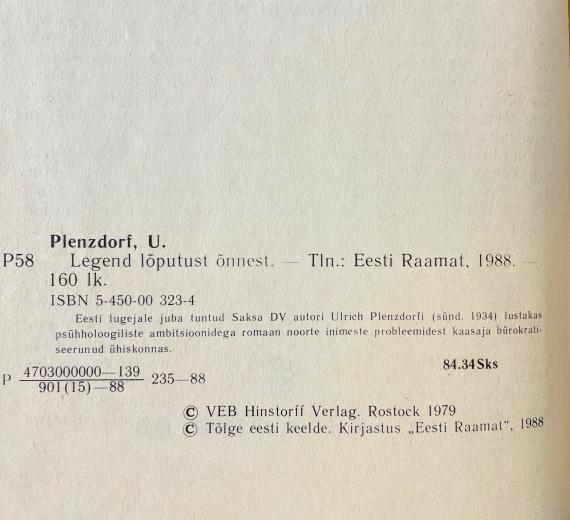 Plenzdorf, U.
P58 Legend lõputust õnnest. — Tln.: Eesti Raamat, 1988. —
160 lk.
ISBN 5-450-00 323-4
Eesti lugejale juba tuntud Saksa DV autori Ulrich Plenzdorfi (sünd. 1934) lustakas
psühholoogiliste ambitsioonidega romaan noorte inimeste probleemidest kaasaja bürokrati-
seerunud ühiskonnas.
84.34Sks
P 4703000000—139
901(15)—88 235—88
© VEB Hinstorff Verlag. Rostock 1979
© Tõlge eesti keelde. Kirjastus „Eesti Raamat“, 1988